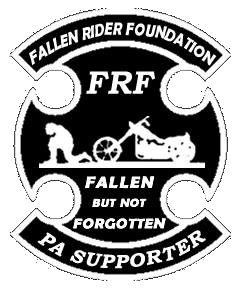 FALLEN RIDER FOUNDATION
FRF
FALLEN
BUT NOT
FORGOTTEN
PA SUPPORTER